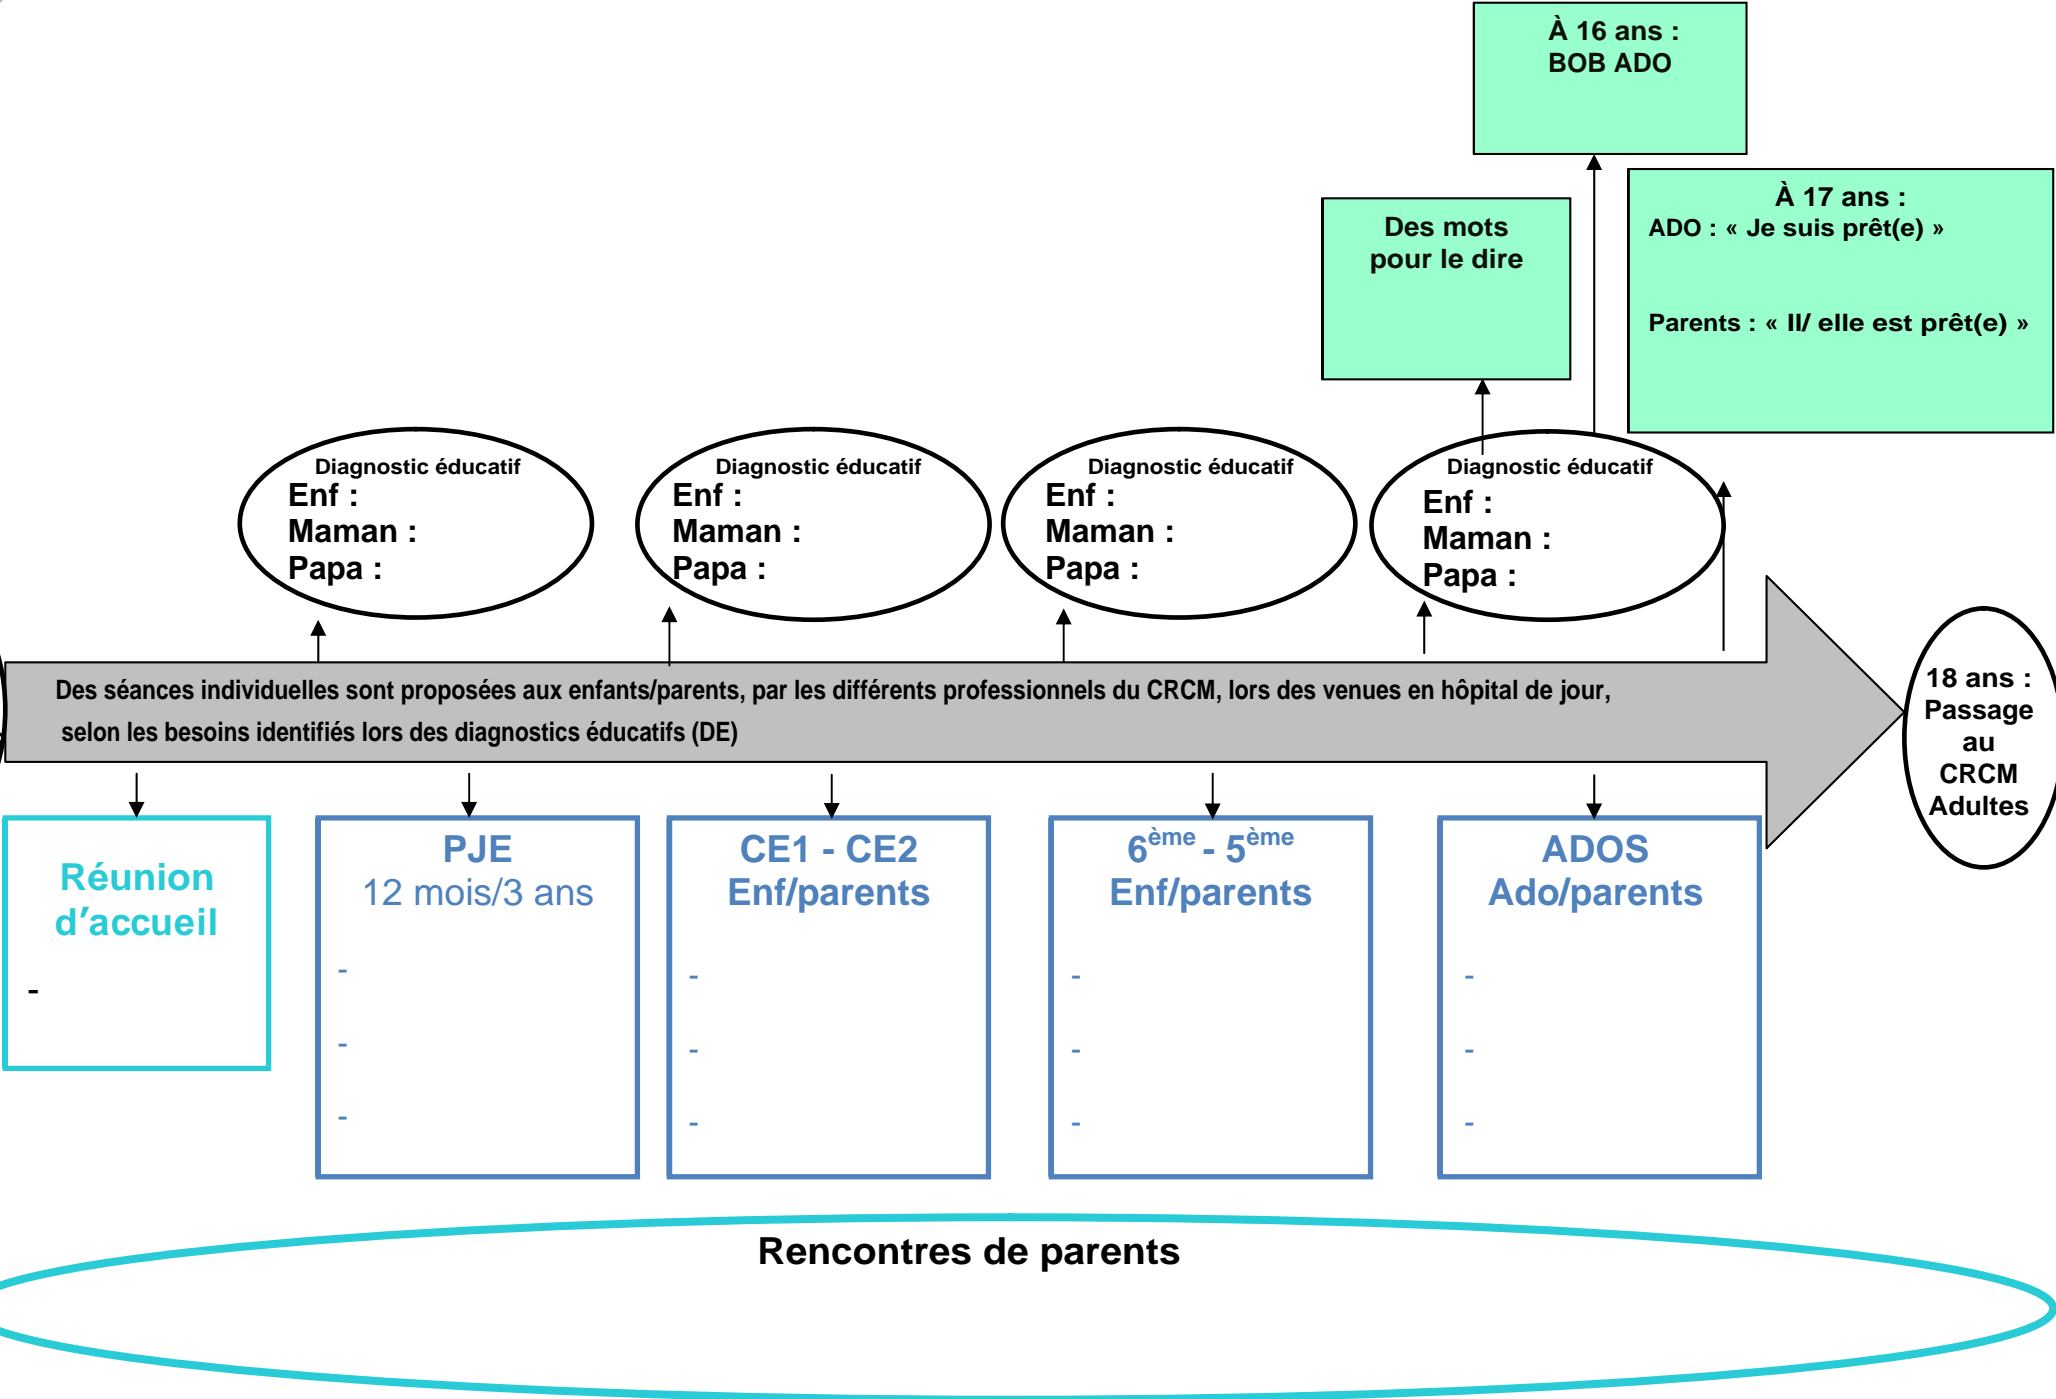 À 16 ans :
BOB ADO
À 17 ans :
ADO : « Je suis prêt(e) »
Parents : « Il/ elle est prêt(e) »
Des mots
pour le dire
Diagnostic éducatif
Enf :
Maman :
Papa :
Diagnostic éducatif
Enf :
Maman :
Papa :
Diagnostic éducatif
Enf :
Maman :
Papa :
Diagnostic éducatif
Enf :
Maman :
Papa :
Des séances individuelles sont proposées aux enfants/parents, par les différents professionnels du CRCM, lors des venues en hôpital de jour,
selon les besoins identifiés lors des diagnostics éducatifs (DE)
18 ans :
Passage
au
CRCM
Adultes
Réunion
d’accueil
-
PJE
12 mois/3 ans
-
-
-
CE1 - CE2
Enf/parents
-
-
-
6ème - 5ème
Enf/parents
-
-
-
ADOS
Ado/parents
-
-
-
Rencontres de parents